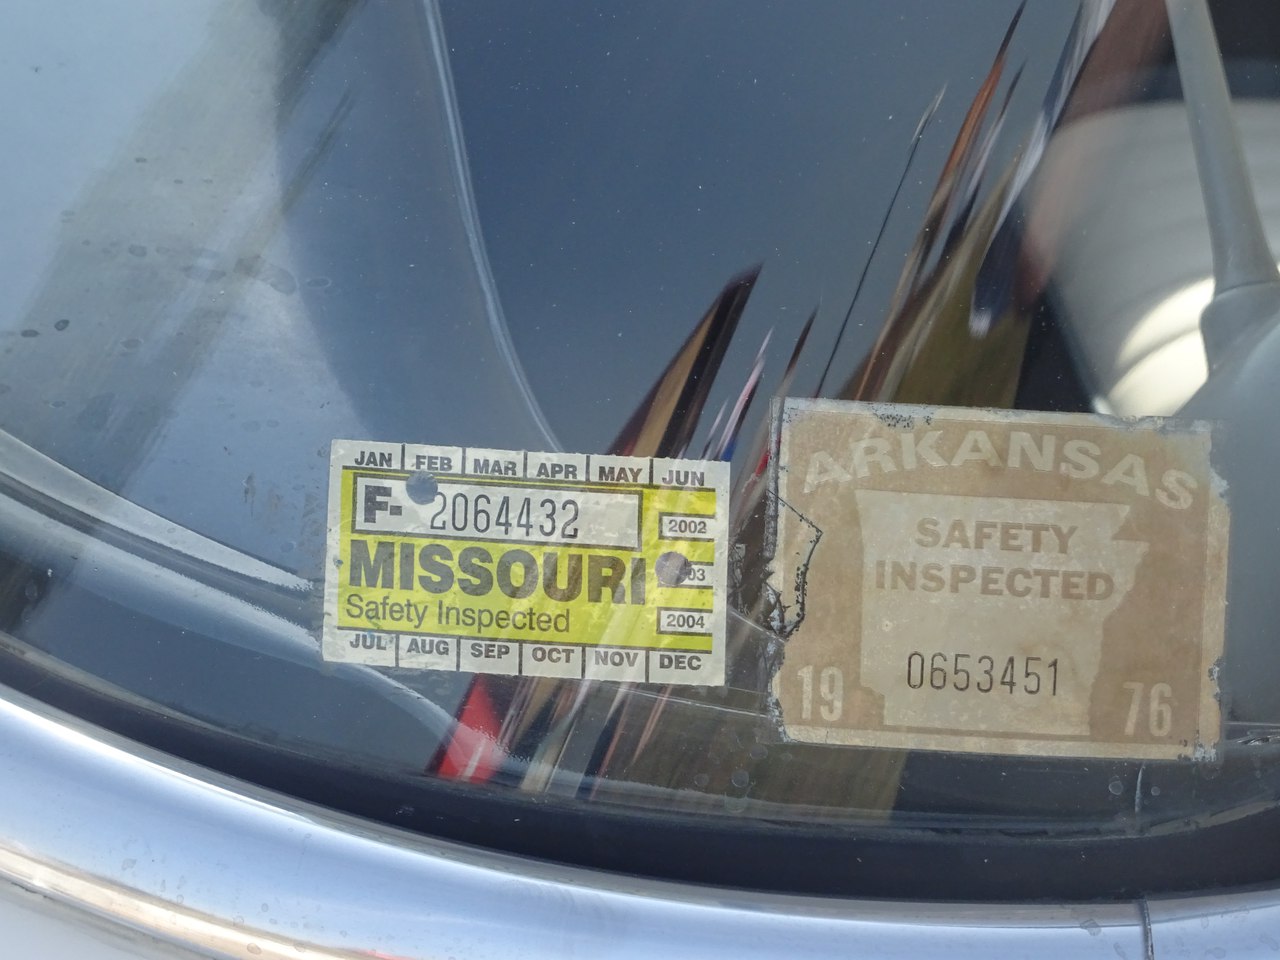 JAN FEB MAR APR MAY JUN
F- 2064432
2002
MISSOURI
03
Safety Inspected
2004
JUL AUG SEP OCT NOV DEC
ARKANSAS
SAFETY
INSPECTED
0653451
19 76